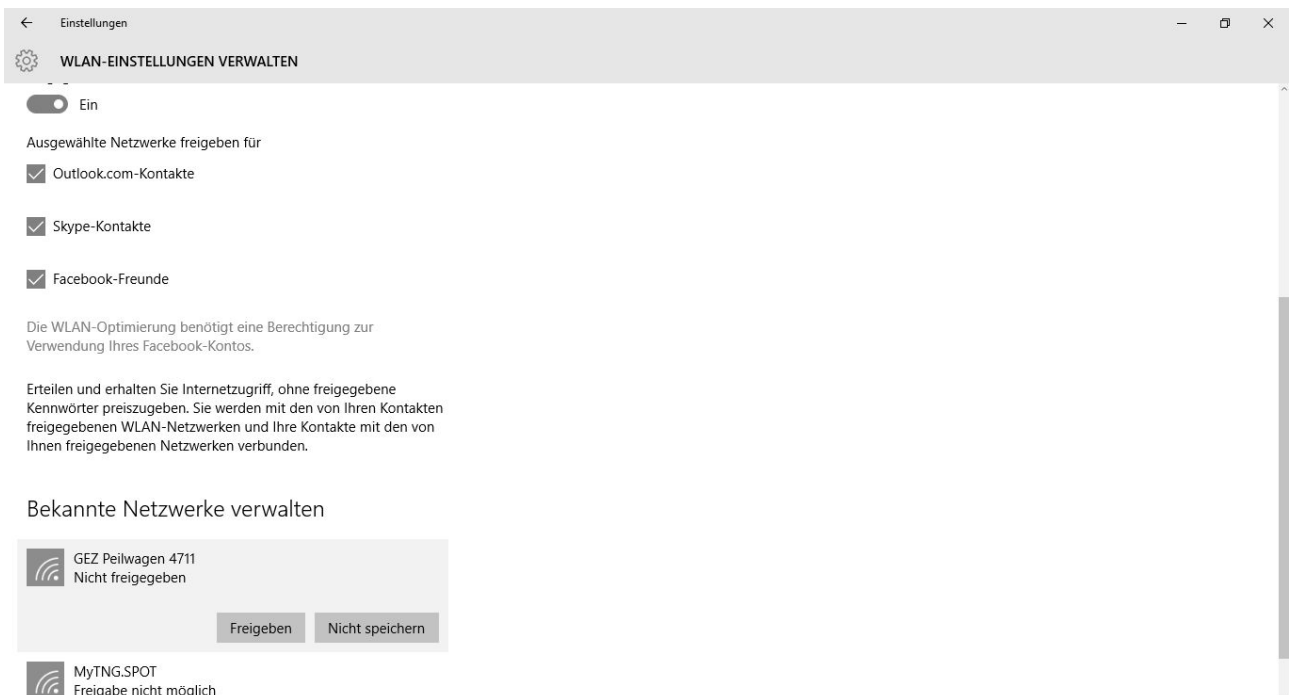 Einstellungen
WLAN-EINSTELLUNGEN VERWALTEN
Ein
Ausgewählte Netzwerke freigeben für
Outlook.com-Kontakte
Skype-Kontakte
Facebook-Freunde
Die WLAN-Optimierung benötigt eine Berechtigung zur
Verwendung Ihres Facebook-Kontos.
Erteilen und erhalten Sie Internetzugriff, ohne freigegebene
Kennwörter preiszugeben. Sie werden mit den von Ihren Kontakten
freigegebenen WLAN-Netzwerken und Ihre Kontakte mit den von
Ihnen freigegebenen Netzwerken verbunden.
Bekannte Netzwerke verwalten
GEZ Peilwagen 4711
Nicht freigegeben
Freigeben Nicht speichern
MyTNG.SPOT
Freigabe nicht möglich